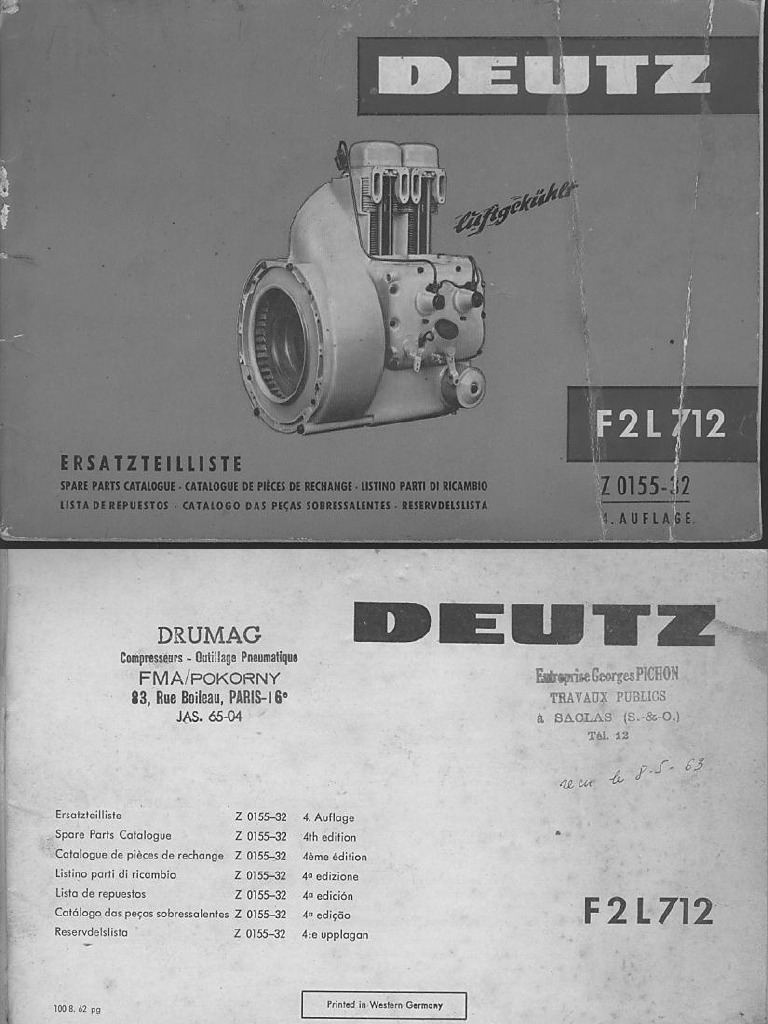 DEUTZ
luftgekühlt
F2L712
ERSATZTEILLISTE
SPARE PARTS CATALOGUE - CATALOGUE DE PIÈCES DE RECHANGE - LISTINO PARTI DI RICAMBIO
LISTA DE REPUESTOS - CATALOGO DAS PEÇAS SOBRESSALENTES - RESERVDELSLISTA
Z 0155-32
4. AUFLAGE
DEUTZ
DRUMAG
Compresseurs - Outillage Pneumatique
FMA/POKORNY
83, Rue Boileau, PARIS-16e
JAS. 65-04
Entreprise Georges PICHON
TRAVAUX PUBLICS
à SACLAS (S.-&-O.)
Tél. 12
recu le 8-5-63
Ersatzteilliste Z 0155-32 4. Auflage
Spare Parts Catalogue Z 0155-32 4th edition
Catalogue de pièces de rechange Z 0155-32 4ème édition
Listino parti di ricambio Z 0155-32 4a edizione
Lista de repuestos Z 0155-32 4a edición
Catálogo das peças sobressalentes Z 0155-32 4a edição
Reservdelslista Z 0155-32 4:e upplagan
F2L712
100 8. 62 pg
Printed in Western Germany